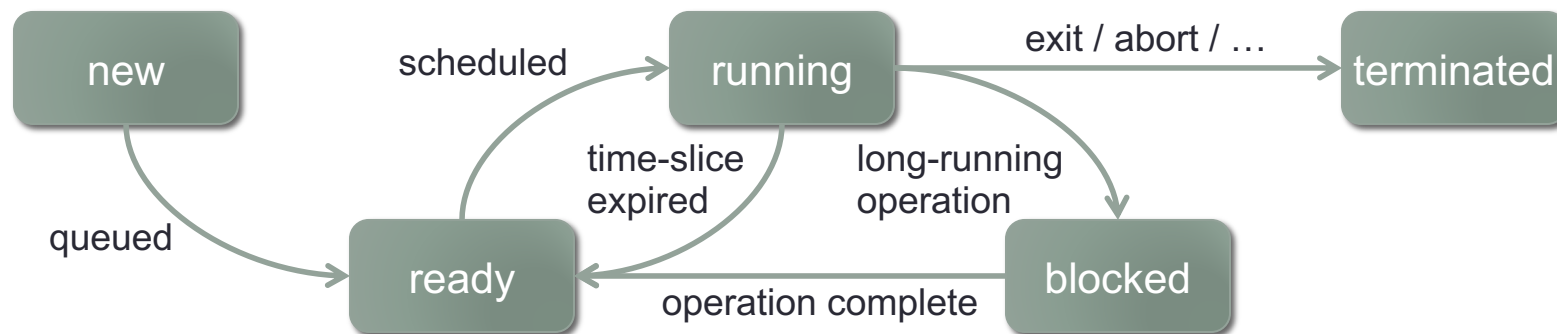 new
scheduled
running
exit / abort / …
terminated
time-slice
expired
long-running
operation
queued
ready
operation complete
blocked